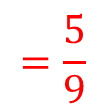 = 5/9